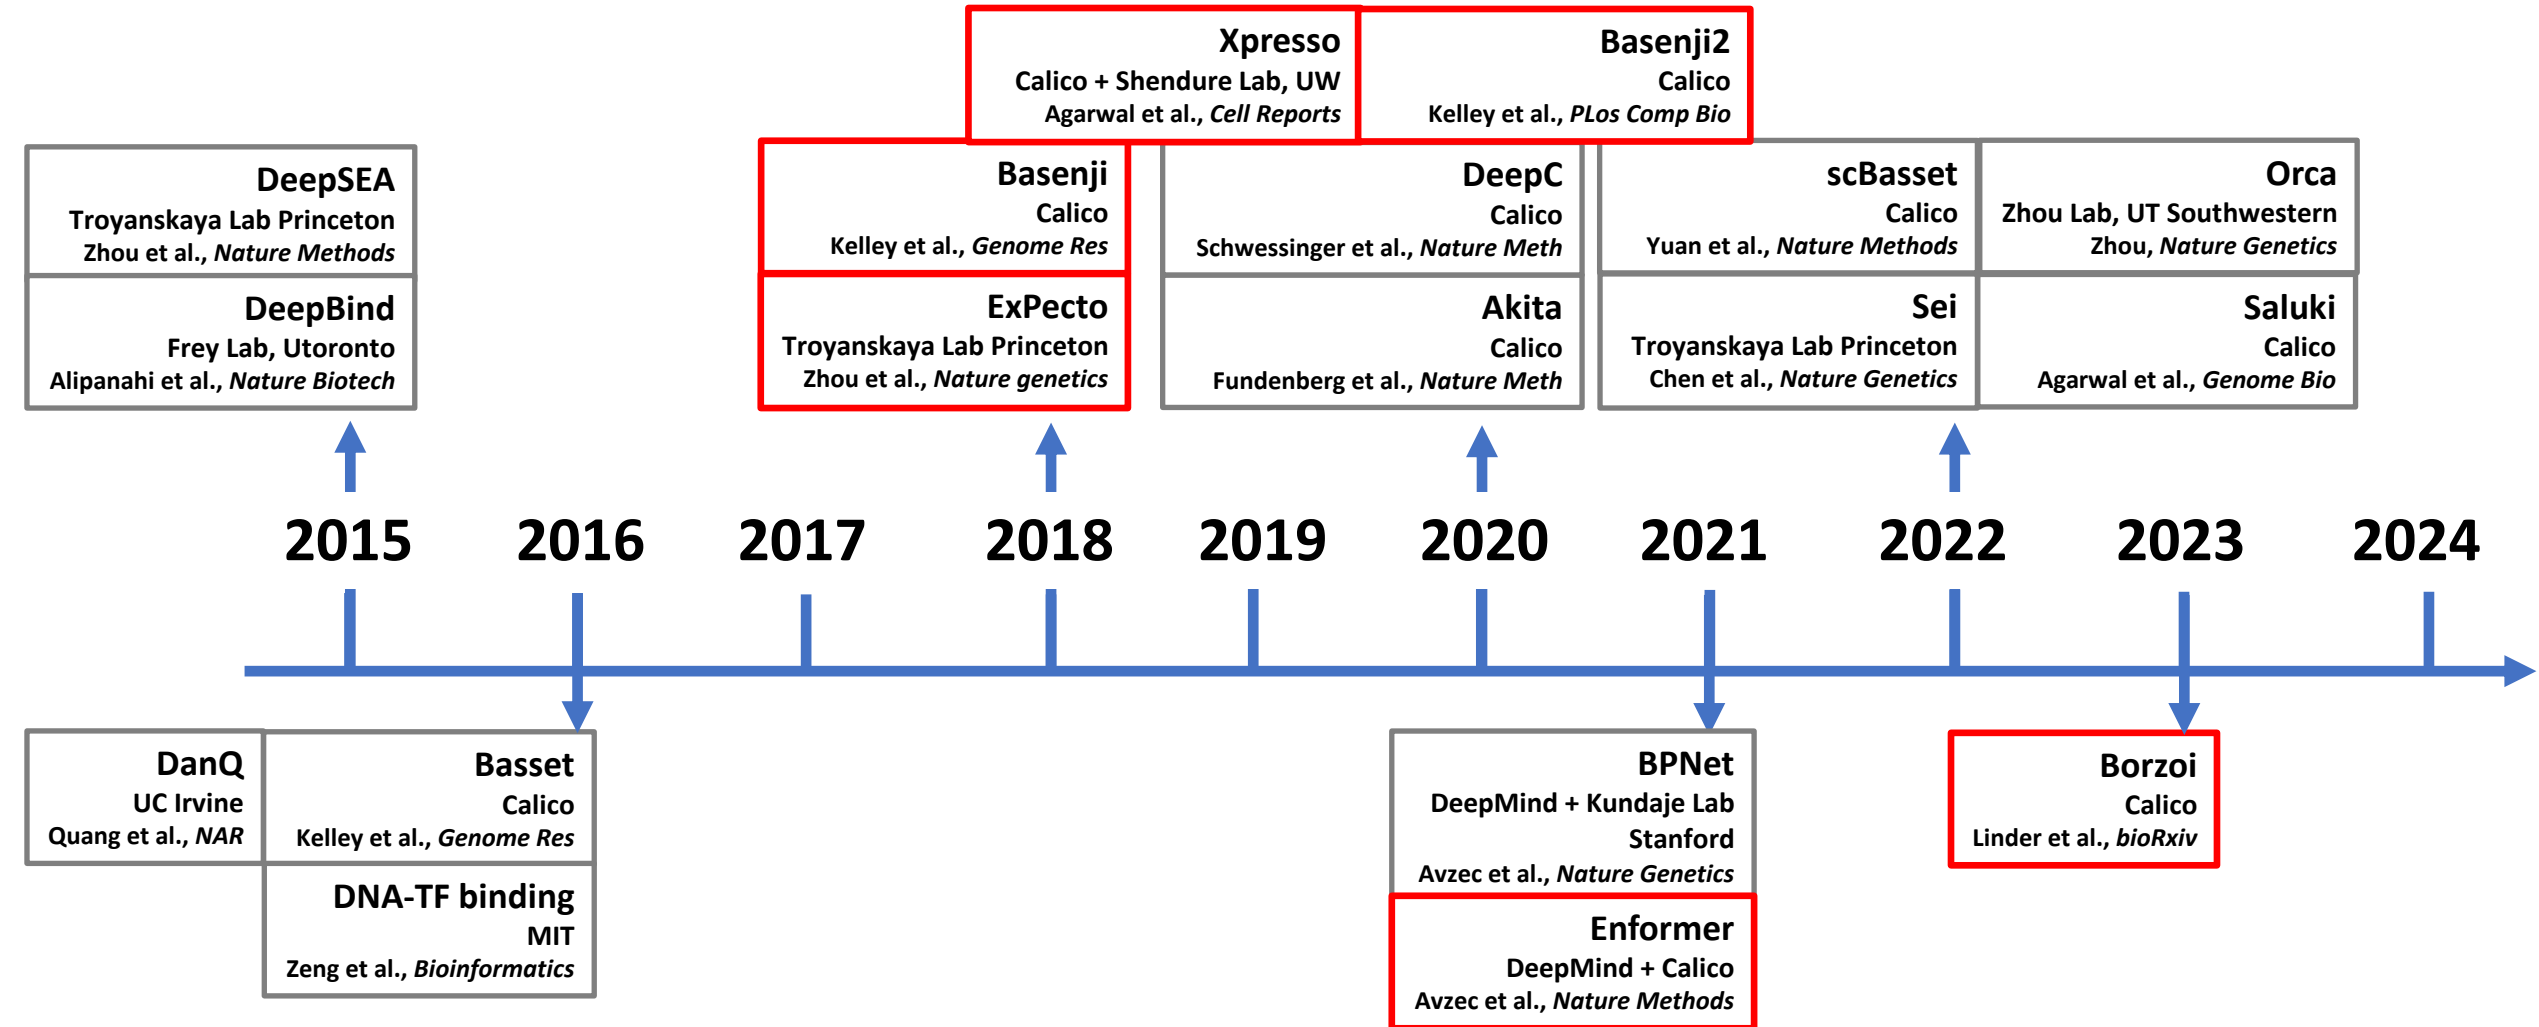 Xpresso
Calico + Shendure Lab, UW
Agarwal et al., Cell Reports
Basenji2
Calico
Kelley et al., PLos Comp Bio
DeepSEA
Troyanskaya Lab Princeton
Zhou et al., Nature Methods
DeepBind
Frey Lab, Utoronto
Alipanahi et al., Nature Biotech
Basenji
Calico
Kelley et al., Genome Res
ExPecto
Troyanskaya Lab Princeton
Zhou et al., Nature genetics
DeepC
Calico
Schwessinger et al., Nature Meth
Akita
Calico
Fundenberg et al., Nature Meth
scBasset
Calico
Yuan et al., Nature Methods
Sei
Troyanskaya Lab Princeton
Chen et al., Nature Genetics
Orca
Zhou Lab, UT Southwestern
Zhou, Nature Genetics
Saluki
Calico
Agarwal et al., Genome Bio
2015 2016 2017 2018 2019 2020 2021 2022 2023 2024
DanQ
UC Irvine
Quang et al., NAR
Basset
Calico
Kelley et al., Genome Res
DNA-TF binding
MIT
Zeng et al., Bioinformatics
BPNet
DeepMind + Kundaje Lab
Stanford
Avzec et al., Nature Genetics
Enformer
DeepMind + Calico
Avzec et al., Nature Methods
Borzoi
Calico
Linder et al., bioRxiv